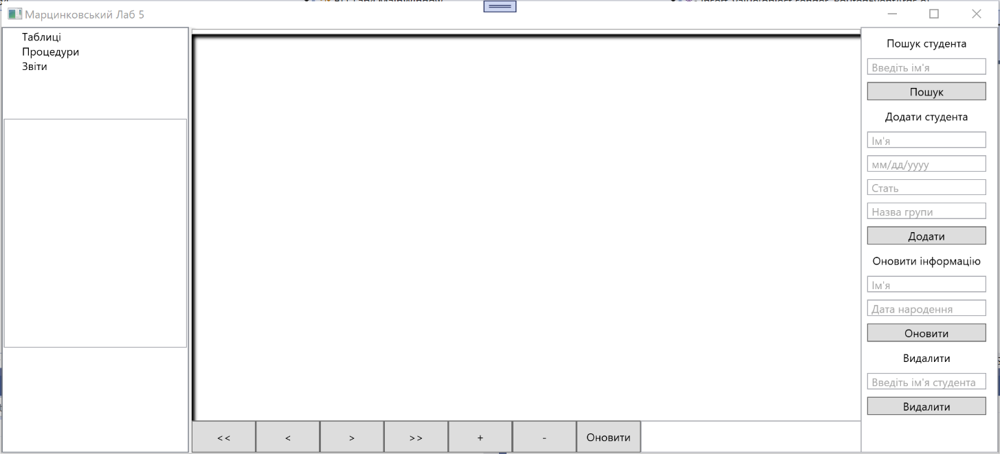 Марцинковський Лаб 5
Таблиці
Процедури
Звіти
<<
<
>
>>
+
-
Оновити
Пошук студента
Введіть ім'я
Пошук
Додати студента
Ім'я
мм/дд/уууу
Стать
Назва групи
Додати
Оновити інформацію
Ім'я
Дата народення
Оновити
Видалити
Введіть ім'я студента
Видалити